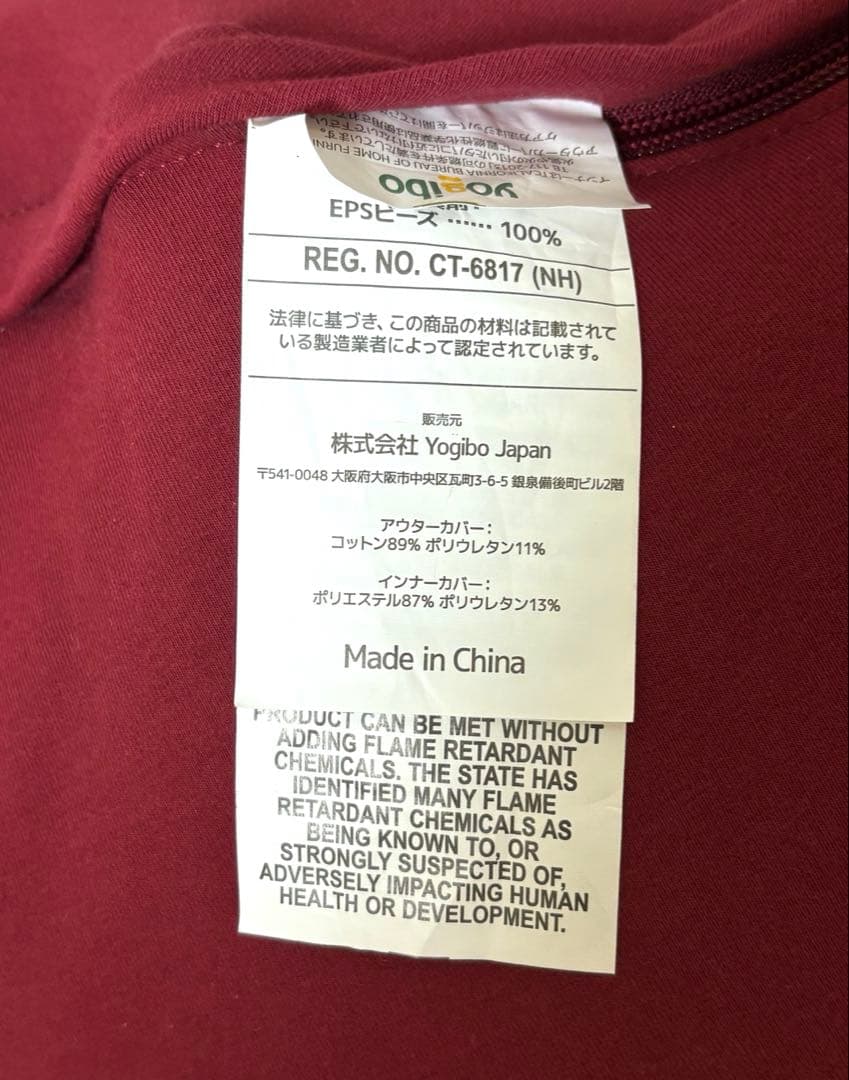 yogibo
EPSビーズ …… 100%
REG. NO. CT-6817 (NH)
法律に基づき、この商品の材料は記載されて
いる製造業者によって認定されています。
販売元
株式会社 Yogibo Japan
〒541-0048 大阪府大阪市中央区瓦町3-6-5 銀泉備後町ビル2階
アウターカバー：
コットン89% ポリウレタン11%
インナーカバー：
ポリエステル87% ポリウレタン13%
Made in China
PRODUCT CAN BE MET WITHOUT
ADDING FLAME RETARDANT
CHEMICALS. THE STATE HAS
IDENTIFIED MANY FLAME
RETARDANT CHEMICALS AS
BEING KNOWN TO, OR
STRONGLY SUSPECTED OF,
ADVERSELY IMPACTING HUMAN
HEALTH OR DEVELOPMENT.